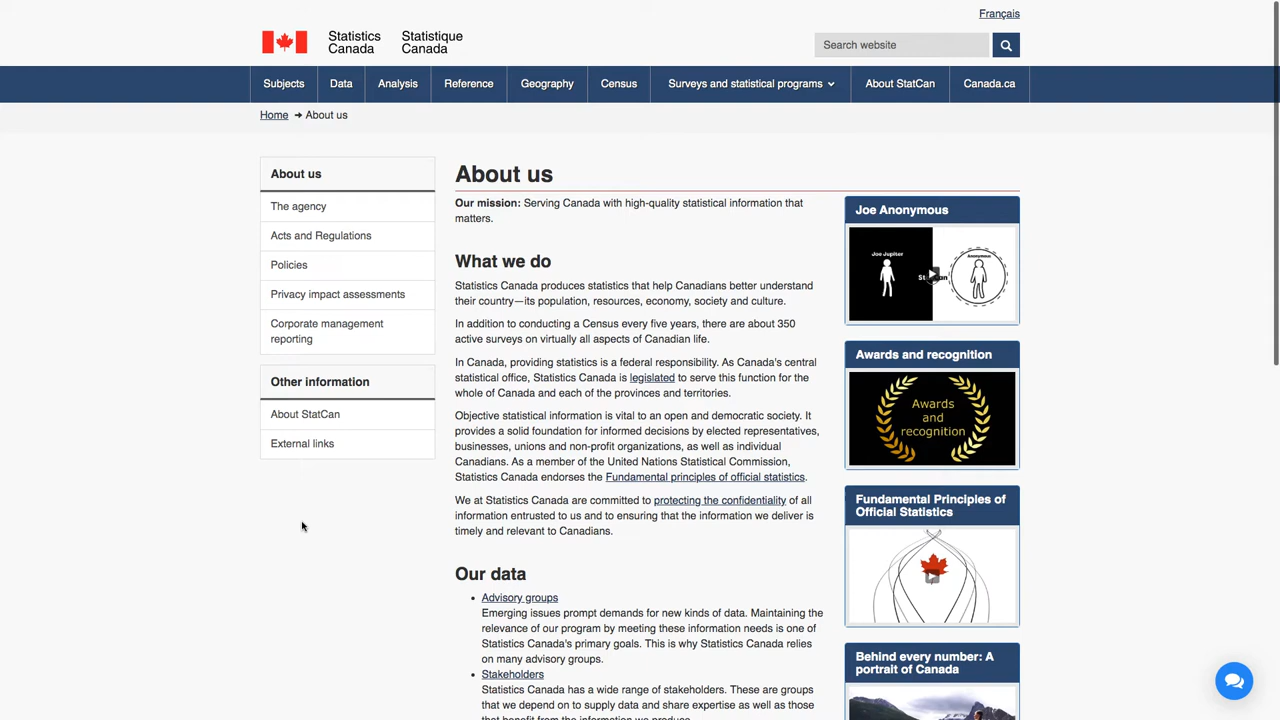 Français
Statistics Canada
Statistique Canada
Search website
Subjects
Data
Analysis
Reference
Geography
Census
Surveys and statistical programs
About StatCan
Canada.ca
Home ➔ About us
About us
The agency
Acts and Regulations
Policies
Privacy impact assessments
Corporate management
reporting
Other information
About StatCan
External links
About us
Our mission: Serving Canada with high-quality statistical information that
matters.
What we do
Statistics Canada produces statistics that help Canadians better understand
their country—its population, resources, economy, society and culture.
In addition to conducting a Census every five years, there are about 350
active surveys on virtually all aspects of Canadian life.
In Canada, providing statistics is a federal responsibility. As Canada's central
statistical office, Statistics Canada is legislated to serve this function for the
whole of Canada and each of the provinces and territories.
Objective statistical information is vital to an open and democratic society. It
provides a solid foundation for informed decisions by elected representatives,
businesses, unions and non-profit organizations, as well as individual
Canadians. As a member of the United Nations Statistical Commission,
Statistics Canada endorses the Fundamental principles of official statistics.
We at Statistics Canada are committed to protecting the confidentiality of all
information entrusted to us and to ensuring that the information we deliver is
timely and relevant to Canadians.
Our data
• Advisory groups
Emerging issues prompt demands for new kinds of data. Maintaining the
relevance of our program by meeting these information needs is one of
Statistics Canada's primary goals. This is why Statistics Canada relies
on many advisory groups.
• Stakeholders
Statistics Canada has a wide range of stakeholders. These are groups
that we depend on to supply data and share expertise as well as those
that benefit from the information we produce.
Joe Anonymous
Joe Jupiter
Anonymous
Awards and recognition
Awards
and
recognition
Fundamental Principles of
Official Statistics
Behind every number: A
portrait of Canada